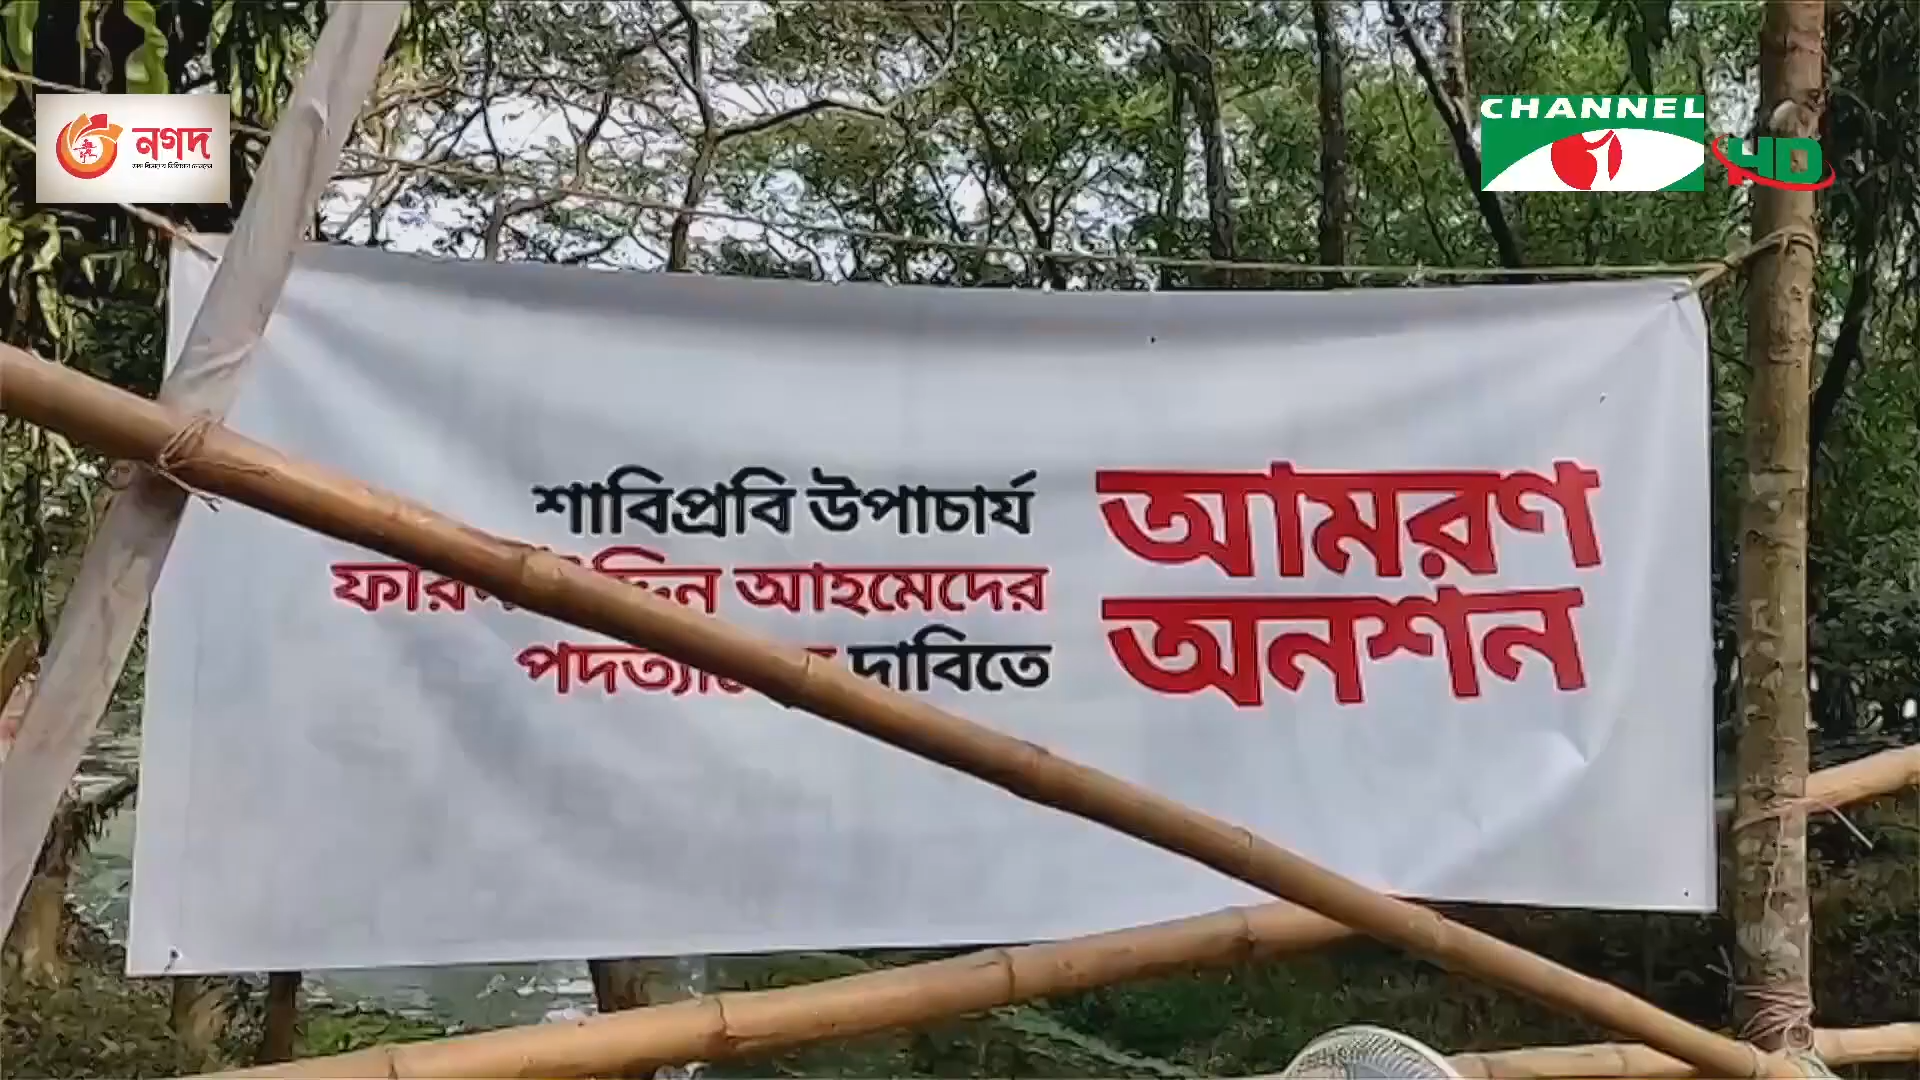 নগদ
CHANNEL
HD
শাবিপ্রবি উপাচার্য
আহমেদের
দাবিতে
আমরণ
অনশন